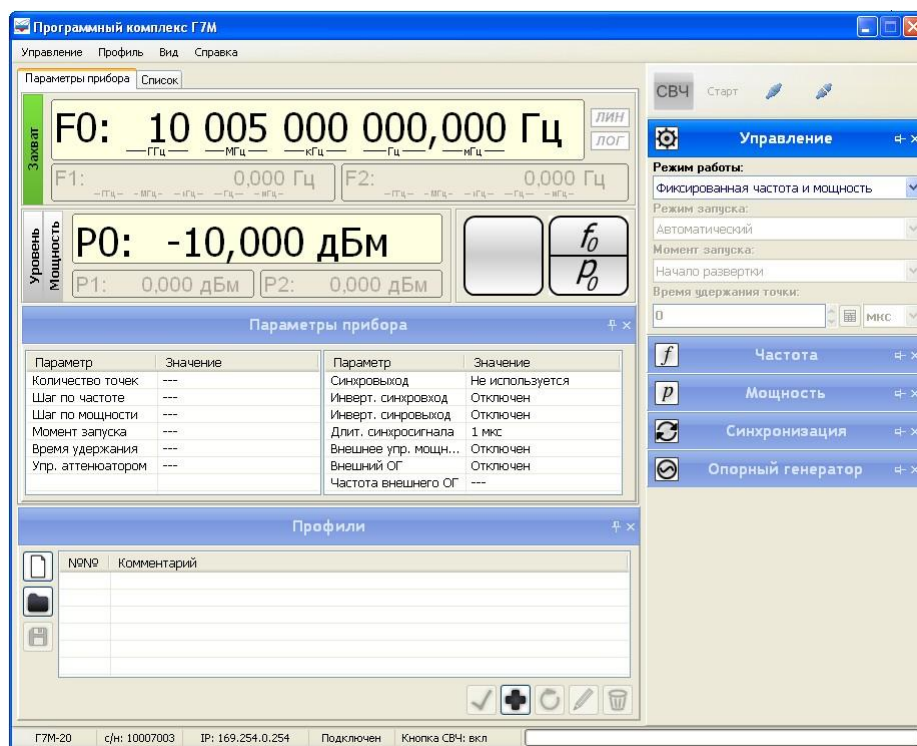 Программный комплекс Г7М
Управление Профиль Вид Справка
Параметры прибора Список
Захват
F0: 10 005 000 000,000 Гц
ГГц МГц кГц Гц мГц
ЛИН
ЛОГ
F1: 0,000 Гц F2: 0,000 Гц
Уровень
Мощность
P0: -10,000 дБм
P1: 0,000 дБм P2: 0,000 дБм
f0
p0
Параметры прибора
Параметр Значение
Количество точек ---
Шаг по частоте ---
Шаг по мощности ---
Момент запуска ---
Время удержания ---
Упр. аттенюатором ---
Параметр Значение
Синхровыход Не используется
Инверт. синхровход Отключен
Инверт. синровыход Отключен
Длит. синхросигнала 1 мкс
Внешнее упр. мощн... Отключен
Внешний ОГ Отключен
Частота внешнего ОГ ---
Профили
№№ Комментарий
СВЧ Старт
Управление
Режим работы:
Фиксированная частота и мощность
Режим запуска:
Автоматический
Момент запуска:
Начало развертки
Время удержания точки:
0 мкс
f Частота
p Мощность
Синхронизация
Опорный генератор
Г7М-20 с/н: 10007003 IP: 169.254.0.254 Подключен Кнопка СВЧ: вкл